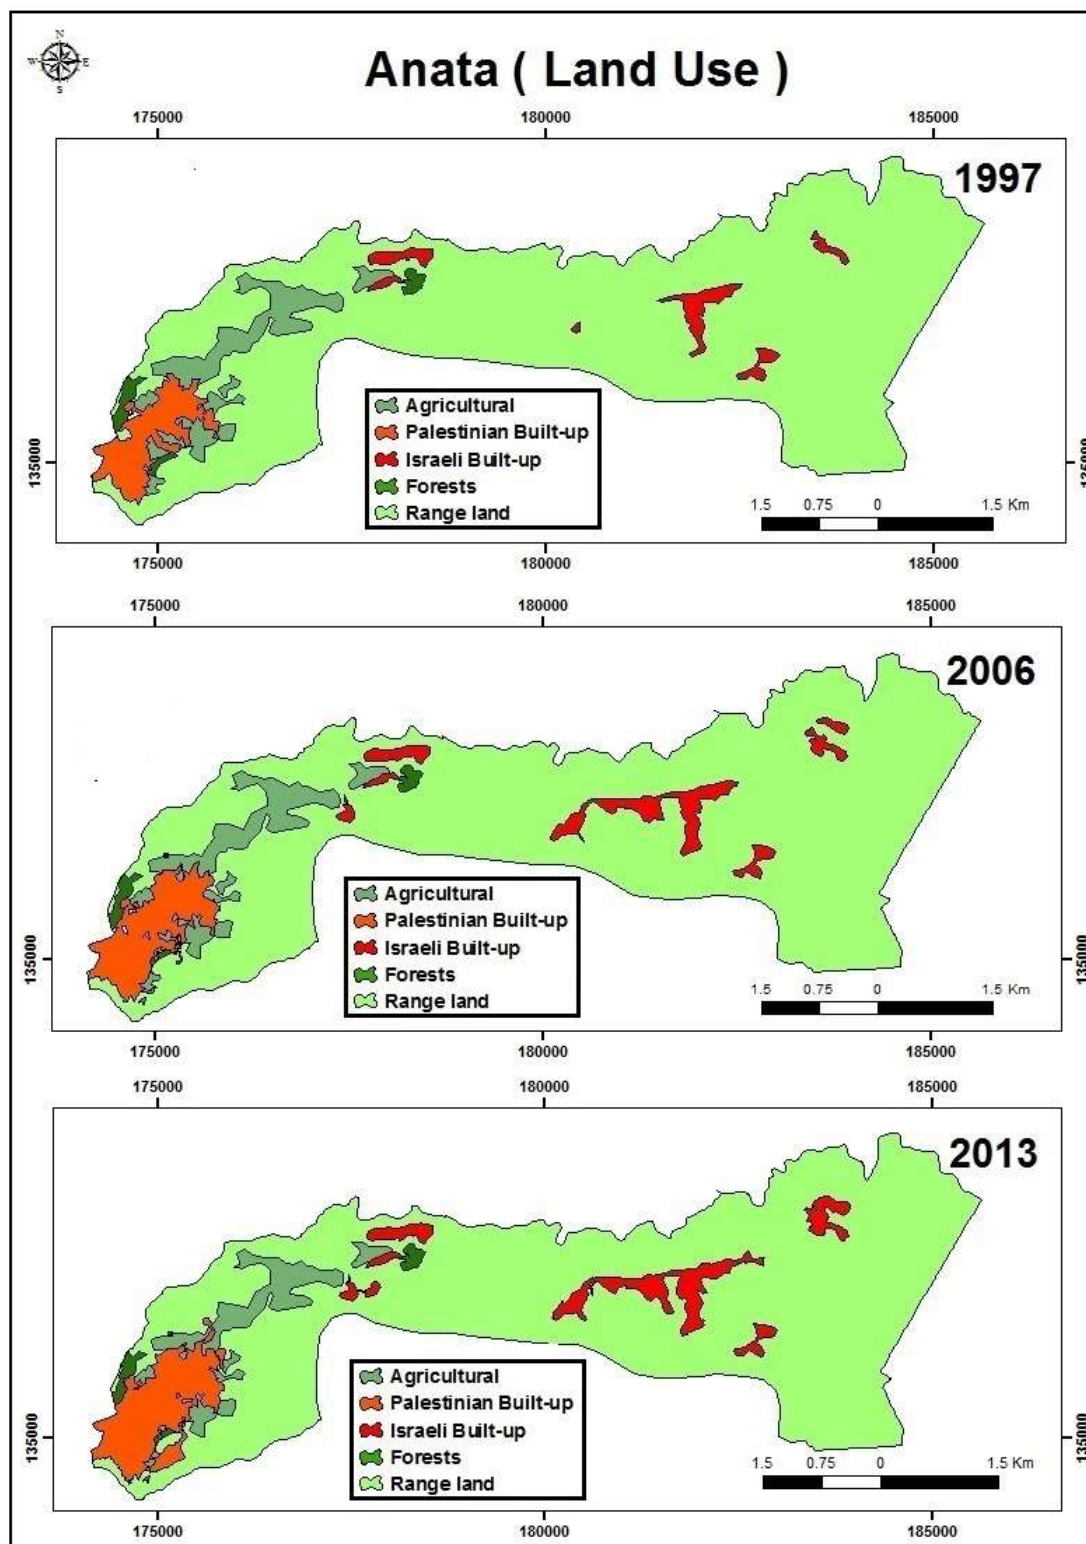 N
W E
S
Anata ( Land Use )
175000 180000 185000
1997
Agricultural
Palestinian Built-up
Israeli Built-up
Forests
Range land
135000 135000
1.5 0.75 0 1.5 Km
175000 180000 185000
175000 180000 185000
2006
Agricultural
Palestinian Built-up
Israeli Built-up
Forests
Range land
135000 135000
1.5 0.75 0 1.5 Km
175000 180000 185000
175000 180000 185000
2013
Agricultural
Palestinian Built-up
Israeli Built-up
Forests
Range land
135000 135000
1.5 0.75 0 1.5 Km
175000 180000 185000